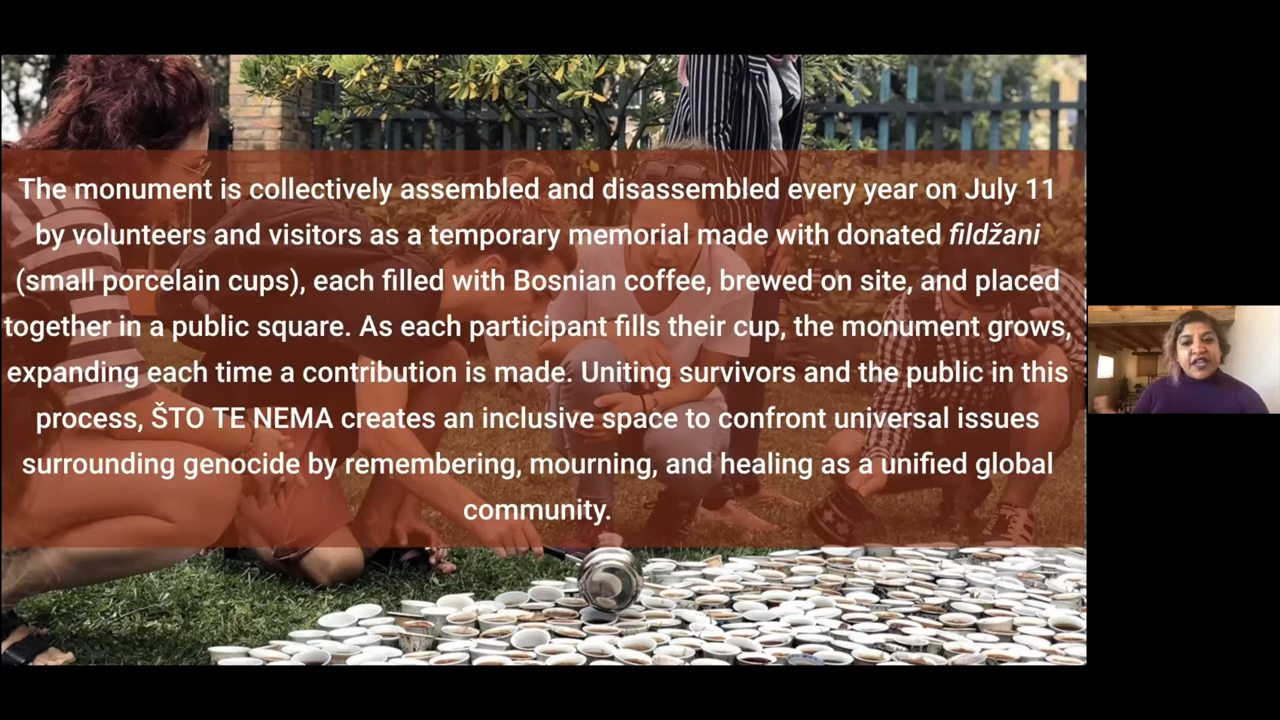 The monument is collectively assembled and disassembled every year on July 11
by volunteers and visitors as a temporary memorial made with donated fildžani
(small porcelain cups), each filled with Bosnian coffee, brewed on site, and placed
together in a public square. As each participant fills their cup, the monument grows,
expanding each time a contribution is made. Uniting survivors and the public in this
process, ŠTO TE NEMA creates an inclusive space to confront universal issues
surrounding genocide by remembering, mourning, and healing as a unified global
community.